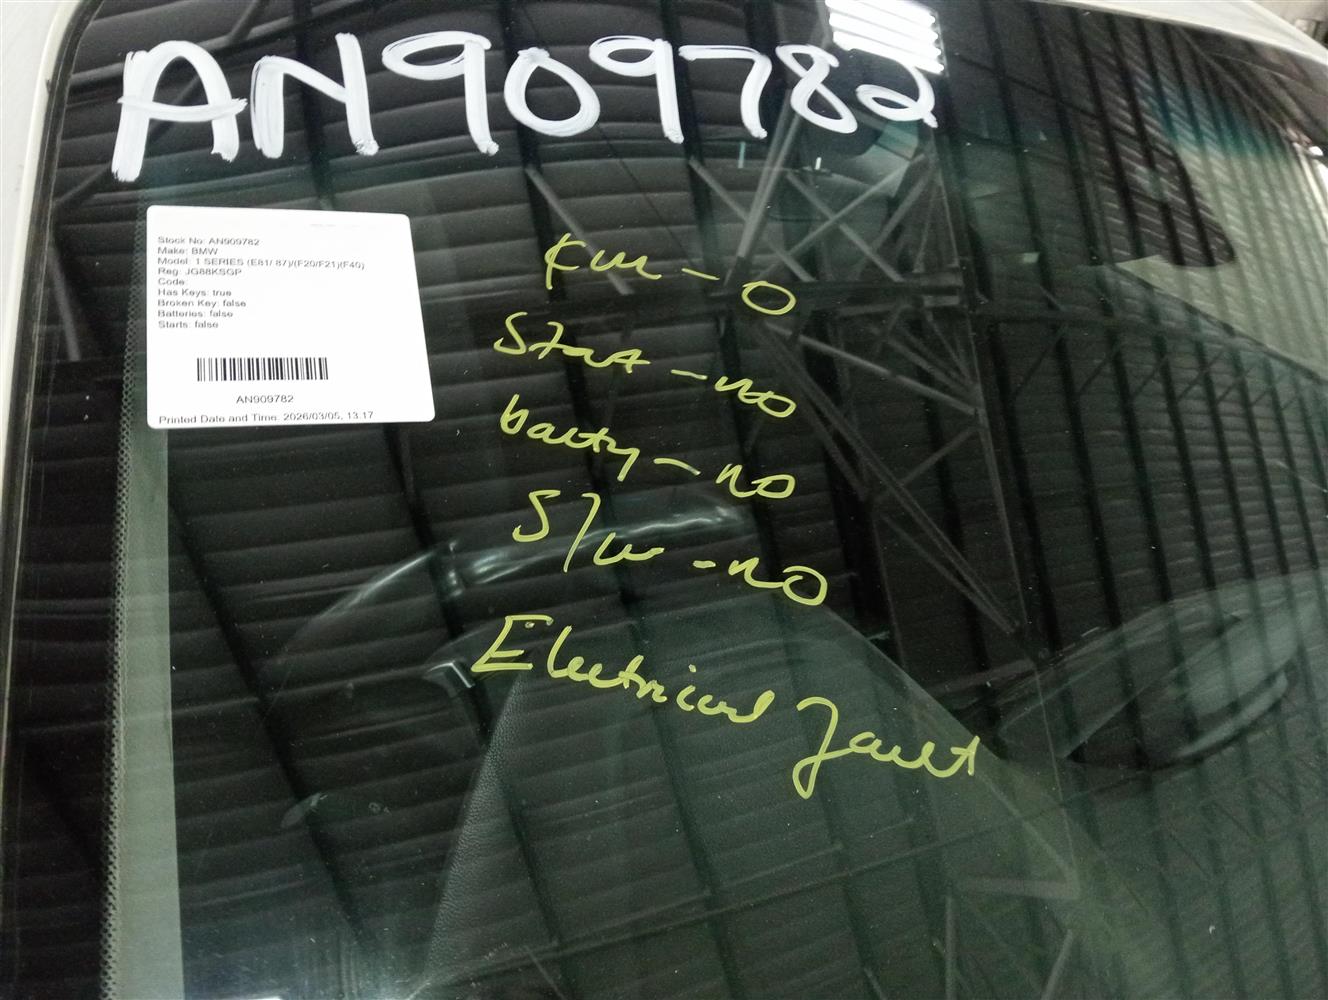 AN909782
Stock No: AN909782
Make: BMW
Model: 1 SERIES (E81/ 87)/(F20/F21)(F40)
Reg: JG88KSGP
Code:
Has Keys: true
Broken Key: false
Batteries: false
Starts: false
AN909782
Printed Date and Time: 2026/03/05, 13:17
Km - 0
Start - no
batty - no
S/w - no
Electrical fault